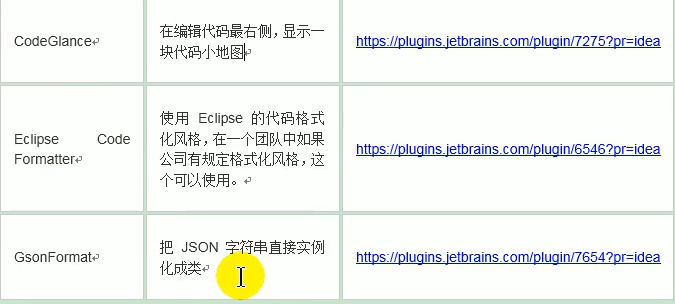 CodeGlance
在编辑代码最右侧，显示一
块代码小地图
https://plugins.jetbrains.com/plugin/7275?pr=idea
Eclipse Code
Formatter
使用 Eclipse 的代码格式
化风格，在一个团队中如果
公司有规定格式化风格，这
个可以使用。
https://plugins.jetbrains.com/plugin/6546?pr=idea
GsonFormat
把 JSON 字符串直接实例
化成类
https://plugins.jetbrains.com/plugin/7654?pr=idea